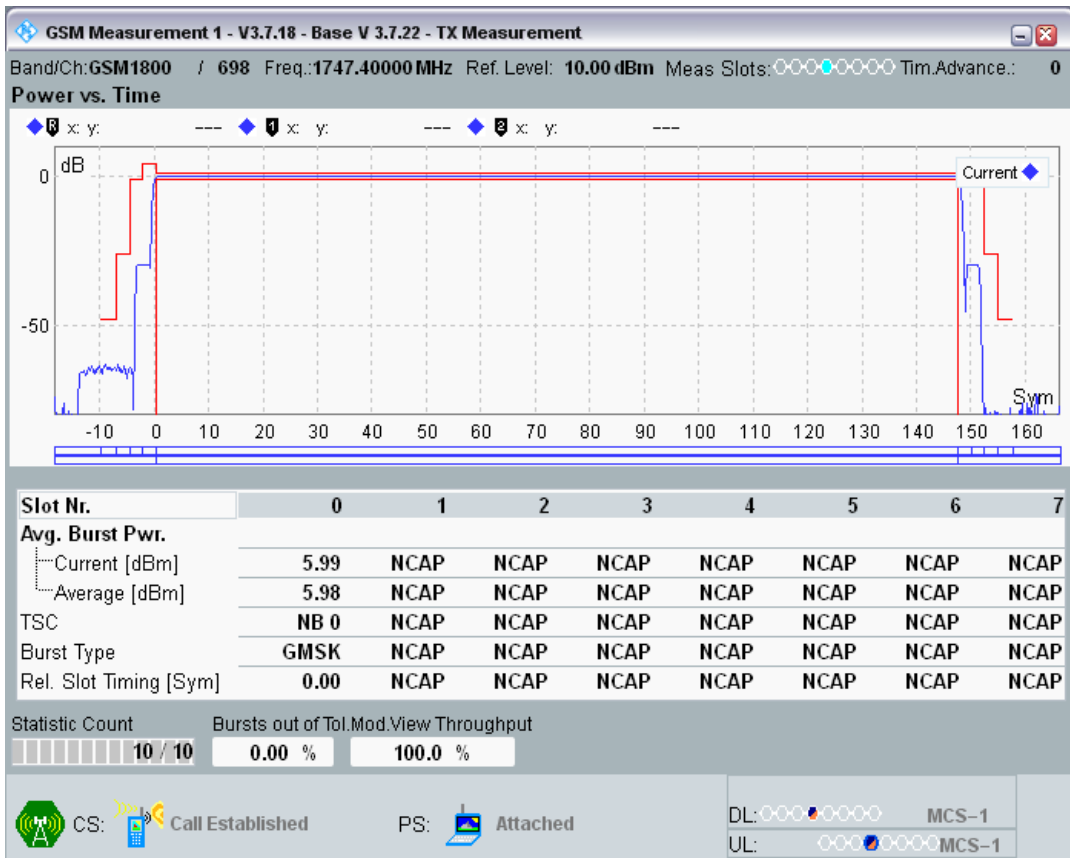 GSM Measurement 1 - V3.7.18 - Base V 3.7.22 - TX Measurement
Band/Ch:GSM1800 / 698 Freq.:1747.40000 MHz Ref. Level: 10.00 dBm Meas Slots: Tim.Advance.: 0
Power vs. Time
R x: y: --- 1 x: y: --- 2 x: y: ---
dB
Current
0
-50
Sym
-10 0 10 20 30 40 50 60 70 80 90 100 110 120 130 140 150 160
Slot Nr. 0 1 2 3 4 5 6 7
Avg. Burst Pwr.
Current [dBm] 5.99 NCAP NCAP NCAP NCAP NCAP NCAP NCAP
Average [dBm] 5.98 NCAP NCAP NCAP NCAP NCAP NCAP NCAP
TSC NB 0 NCAP NCAP NCAP NCAP NCAP NCAP NCAP
Burst Type GMSK NCAP NCAP NCAP NCAP NCAP NCAP NCAP
Rel. Slot Timing [Sym] 0.00 NCAP NCAP NCAP NCAP NCAP NCAP NCAP
Statistic Count Bursts out of Tol. Mod.View Throughput
10 / 10 0.00 % 100.0 %
CS: Call Established PS: Attached
DL: MCS-1
UL: MCS-1